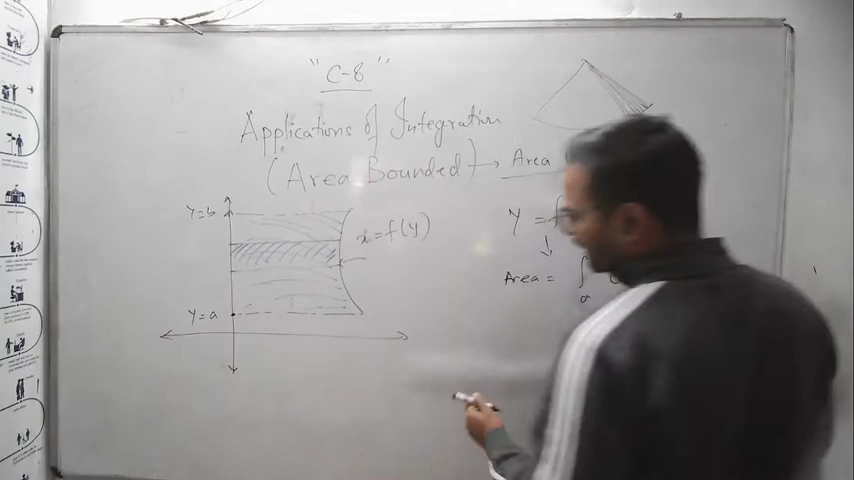 "C-8"
Applications of Integration
(Area Bounded) → Area
y=b
x=f(y)
y=a
y =
Area = ∫
a